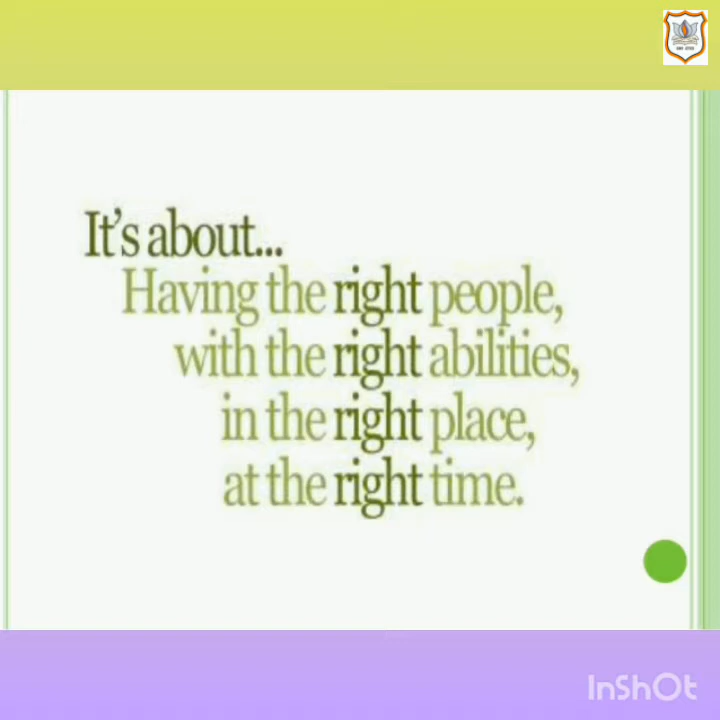 It's about...
Having the right people,
with the right abilities,
in the right place,
at the right time.
InShOt